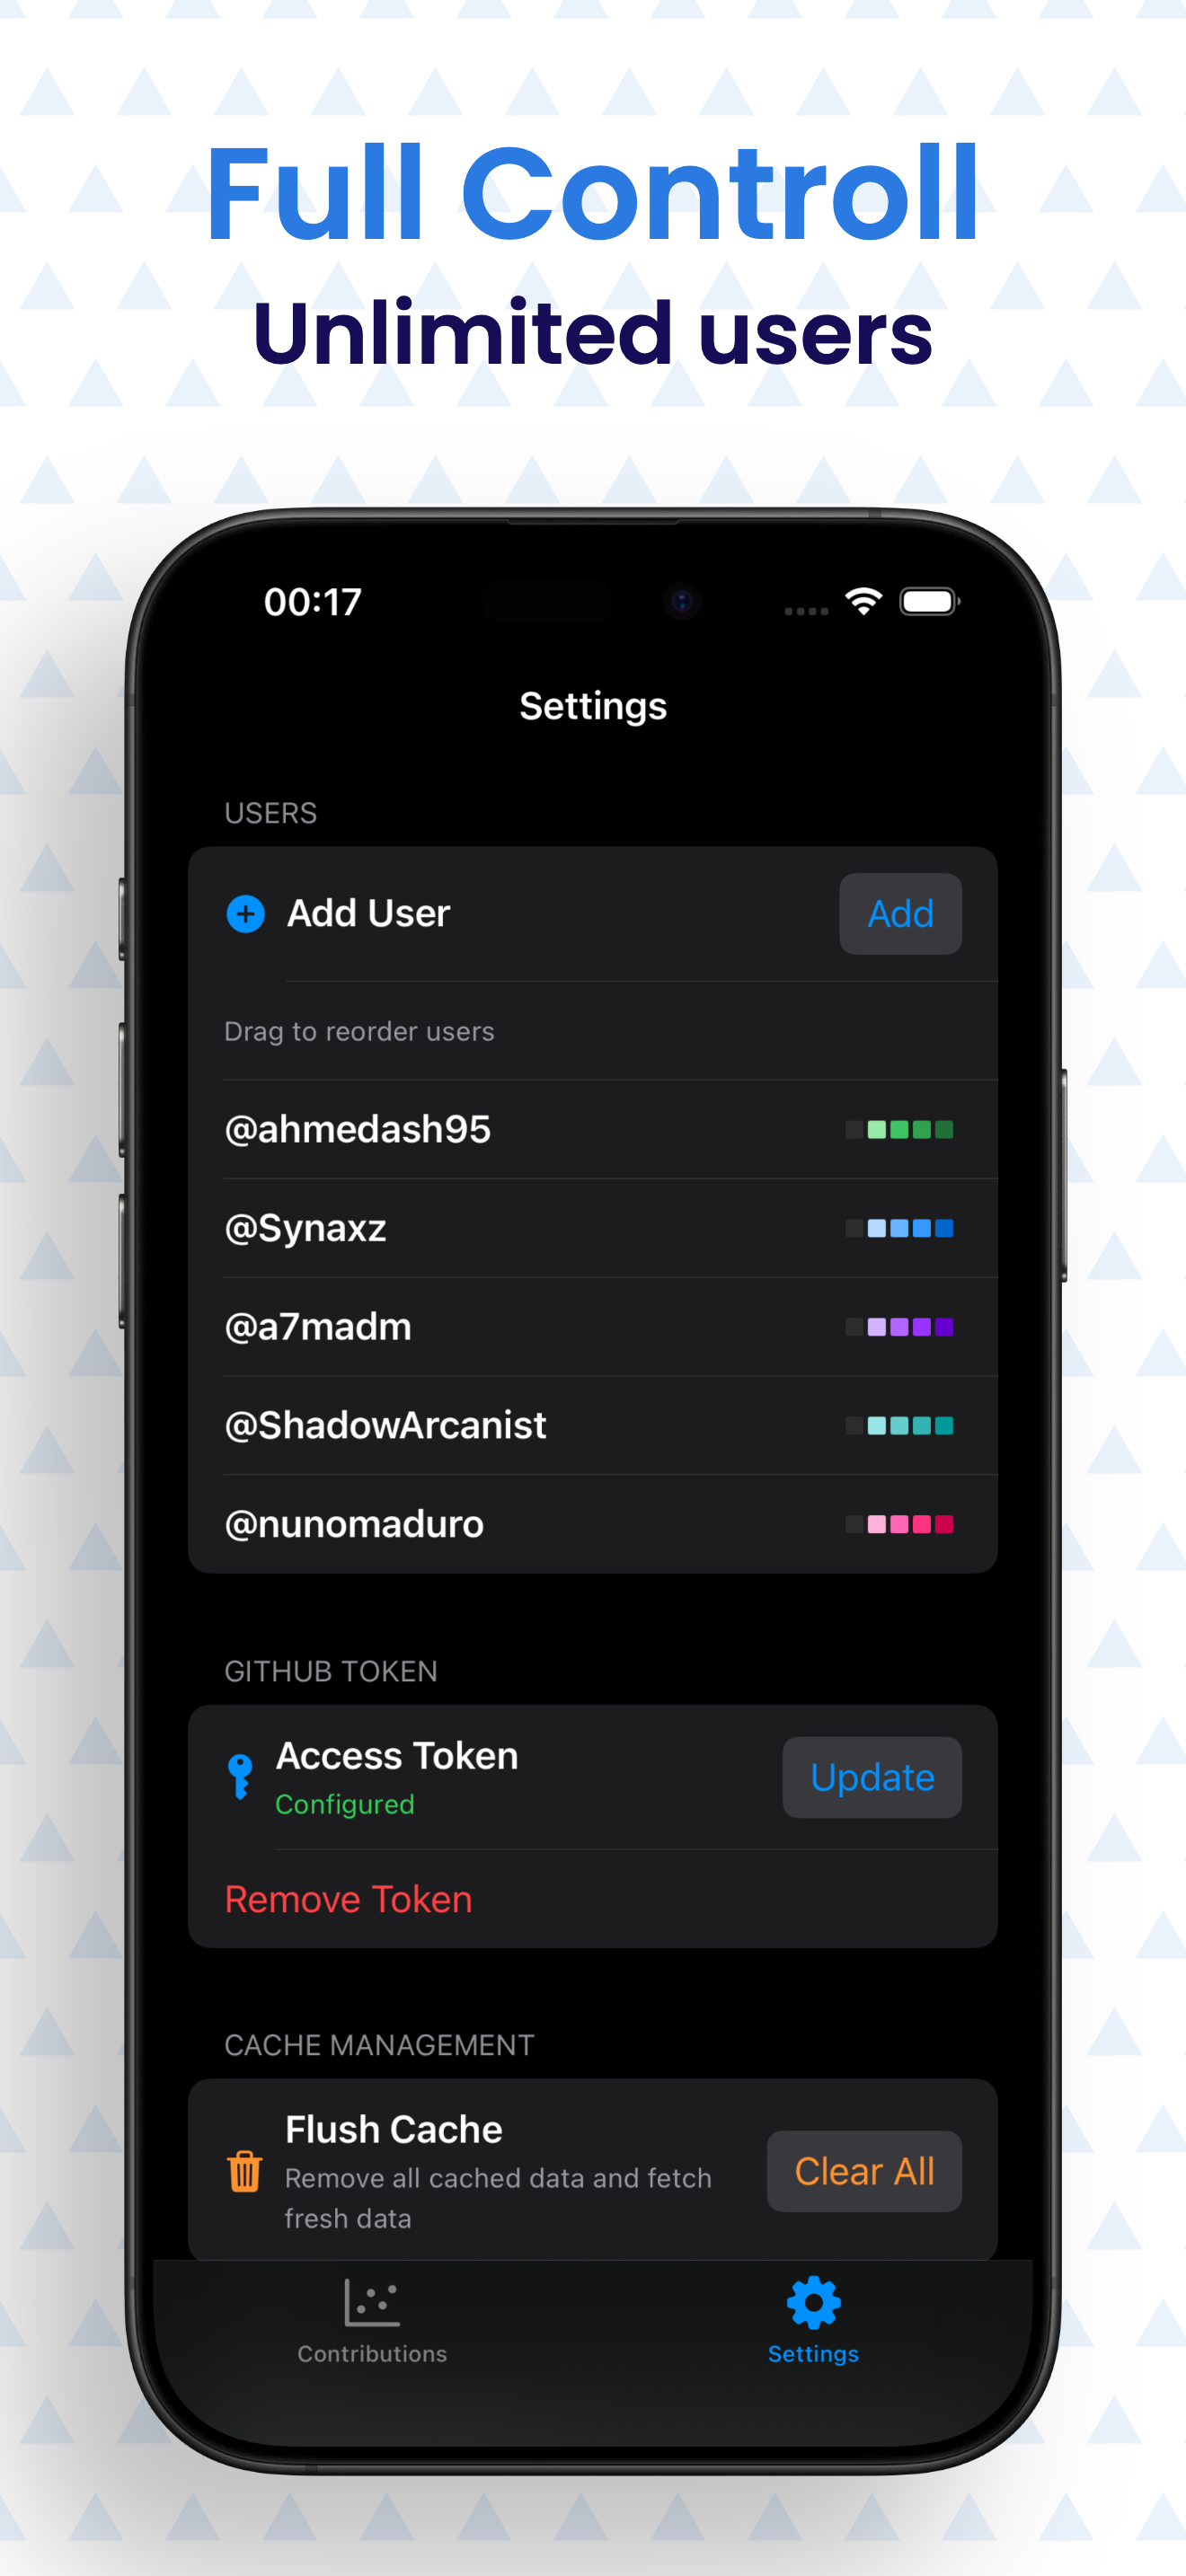 Full Controll
Unlimited users
00:17
Settings
USERS
Add User
Add
Drag to reorder users
@ahmedash95
@Synaxz
@a7madm
@ShadowArcanist
@nunomaduro
GITHUB TOKEN
Access Token
Configured
Update
Remove Token
CACHE MANAGEMENT
Flush Cache
Remove all cached data and fetch
fresh data
Clear All
Contributions
Settings